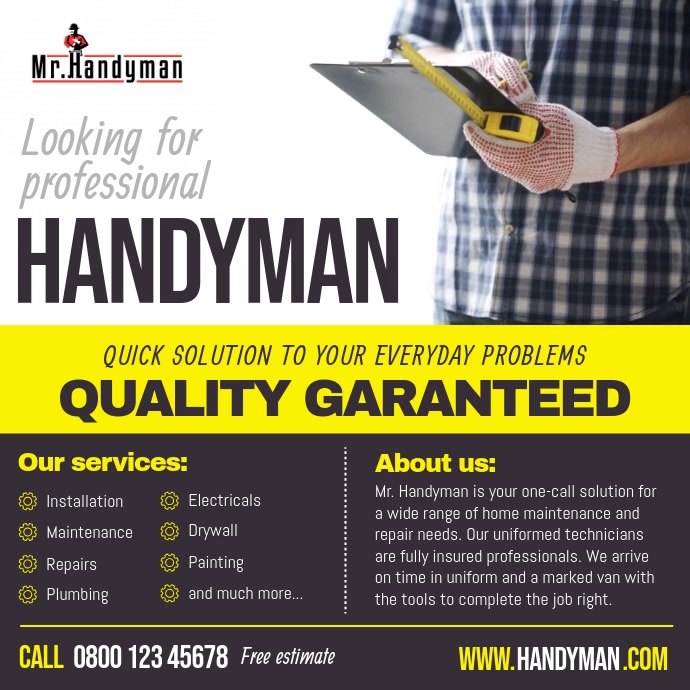 Mr.Handyman
Looking for
professional
HANDYMAN
QUICK SOLUTION TO YOUR EVERYDAY PROBLEMS
QUALITY GARANTEED
Our services:
Installation
Maintenance
Repairs
Plumbing
Electricals
Drywall
Painting
and much more...
About us:
Mr. Handyman is your one-call solution for
a wide range of home maintenance and
repair needs. Our uniformed technicians
are fully insured professionals. We arrive
on time in uniform and a marked van with
the tools to complete the job right.
CALL 0800 123 45678 Free estimate
WWW.HANDYMAN.COM